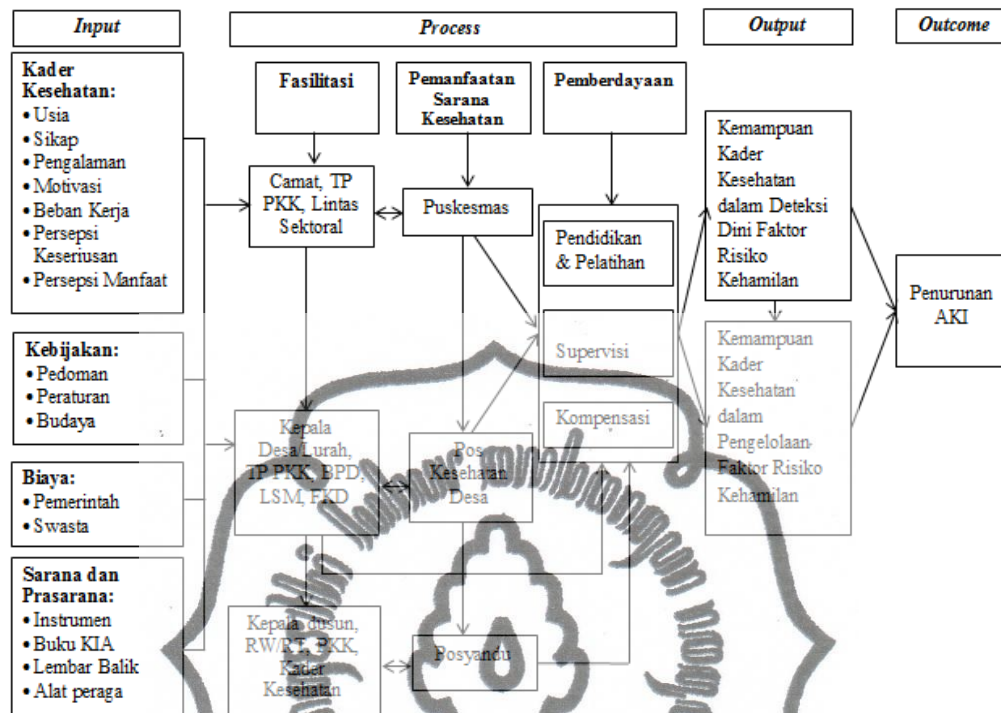 Input
Process
Output
Outcome
Kader
Kesehatan:
• Usia
• Sikap
• Pengalaman
• Motivasi
• Beban Kerja
• Persepsi
Keseriusan
• Persepsi Manfaat
Kebijakan:
• Pedoman
• Peraturan
• Budaya
Biaya:
• Pemerintah
• Swasta
Sarana dan
Prasarana:
• Instrumen
• Buku KIA
• Lembar Balik
• Alat peraga
Fasilitasi
Pemanfaatan
Sarana
Kesehatan
Pemberdayaan
Camat, TP
PKK, Lintas
Sektoral
Puskesmas
Pendidikan
& Pelatihan
Supervisi
Kompensasi
Kepala
Desa/Lurah,
TP PKK, BPD,
LSM, FKD
Pos
Kesehatan
Desa
Kepala dusun,
RW/RT, PKK,
Kader
Kesehatan
Posyandu
Kemampuan
Kader
Kesehatan
dalam Deteksi
Dini Faktor
Risiko
Kehamilan
Kemampuan
Kader
Kesehatan
dalam
Pengelolaan
Faktor Risiko
Kehamilan
Penurunan
AKI